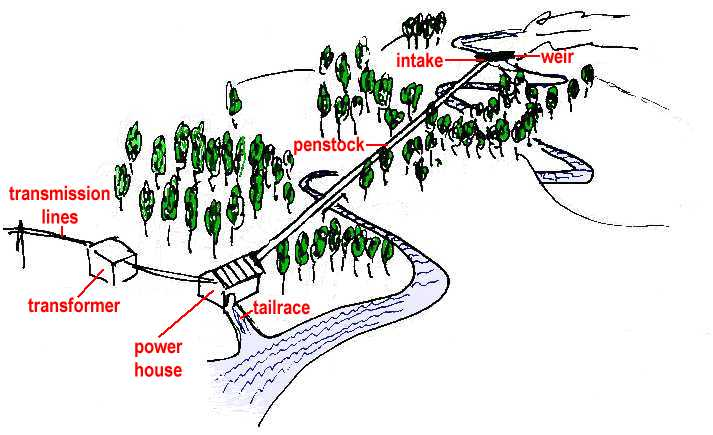 intake
weir
penstock
transmission
lines
transformer
tailrace
power
house